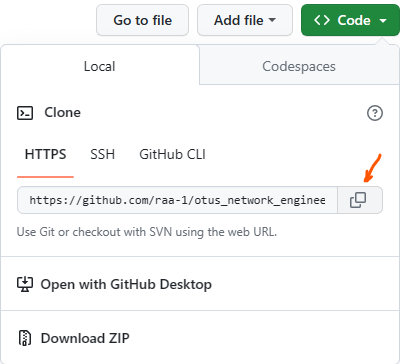 Go to file Add file <> Code
Local Codespaces
Clone
HTTPS SSH GitHub CLI
https://github.com/raa-1/otus_network_enginee
Use Git or checkout with SVN using the web URL.
Open with GitHub Desktop
Download ZIP